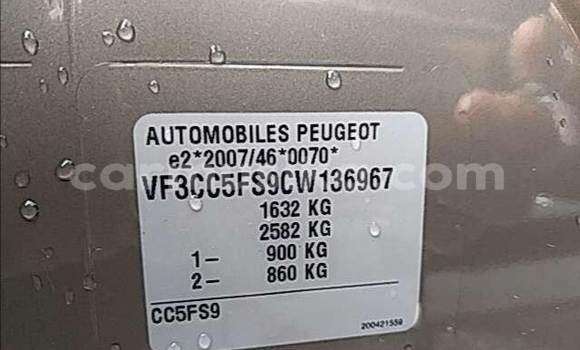 AUTOMOBILES PEUGEOT
e2*2007/46*0070*
VF3CC5FS9CW136967
1632 KG
2582 KG
1- 900 KG
2- 860 KG
CC5FS9
200421559